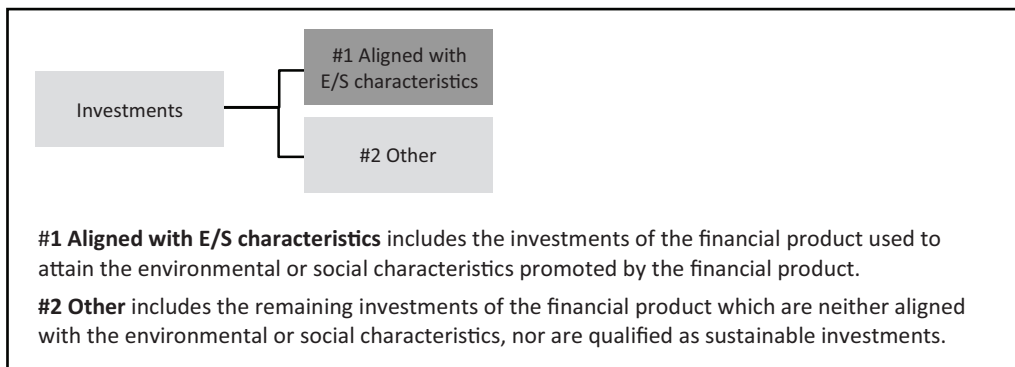 #1 Aligned with
E/S characteristics
Investments
#2 Other
#1 Aligned with E/S characteristics includes the investments of the financial product used to
attain the environmental or social characteristics promoted by the financial product.
#2 Other includes the remaining investments of the financial product which are neither aligned
with the environmental or social characteristics, nor are qualified as sustainable investments.